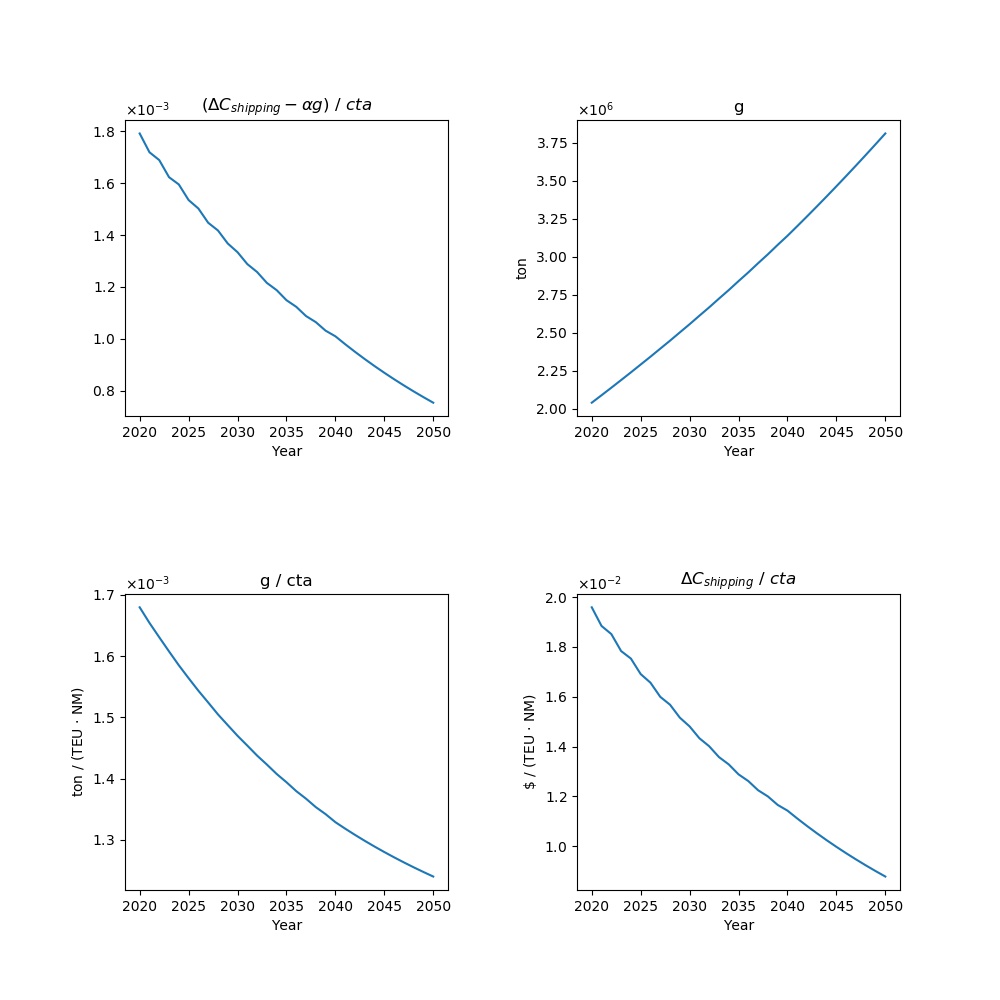 (ΔC_shipping − αg) / cta
×10⁻³
1.8
1.6
1.4
1.2
1.0
0.8
2020 2025 2030 2035 2040 2045 2050
Year
g
×10⁶
ton
3.75
3.50
3.25
3.00
2.75
2.50
2.25
2.00
2020 2025 2030 2035 2040 2045 2050
Year
g / cta
×10⁻³
ton / (TEU · NM)
1.7
1.6
1.5
1.4
1.3
2020 2025 2030 2035 2040 2045 2050
Year
ΔC_shipping / cta
×10⁻²
$ / (TEU · NM)
2.0
1.8
1.6
1.4
1.2
1.0
2020 2025 2030 2035 2040 2045 2050
Year